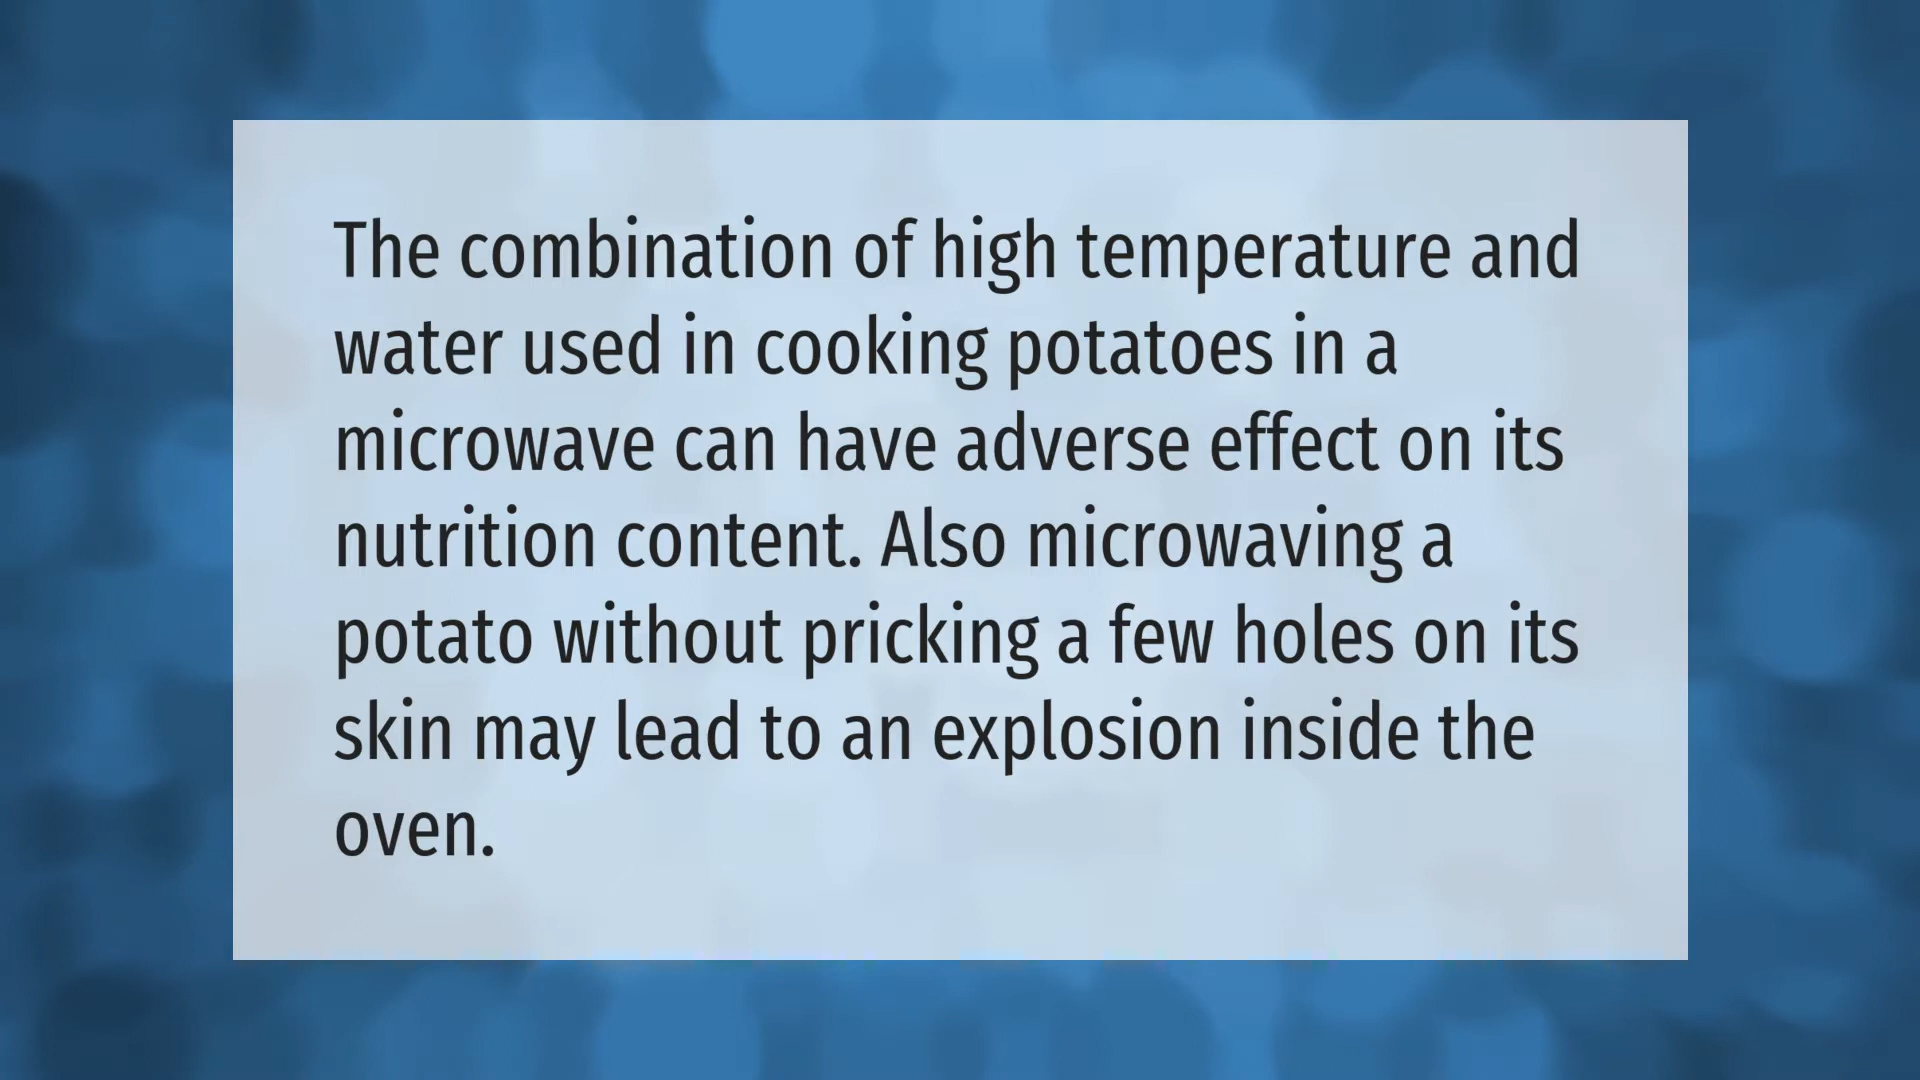 The combination of high temperature and
water used in cooking potatoes in a
microwave can have adverse effect on its
nutrition content. Also microwaving a
potato without pricking a few holes on its
skin may lead to an explosion inside the
oven.